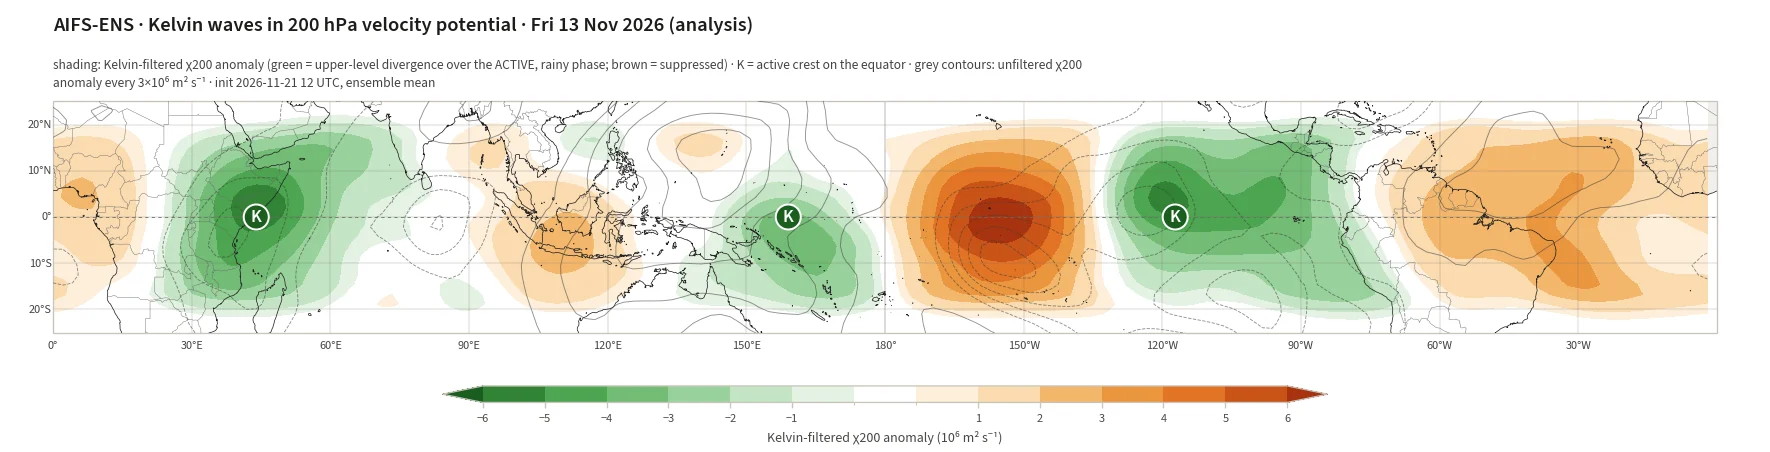 AIFS-ENS · Kelvin waves in 200 hPa velocity potential · Fri 13 Nov 2026 (analysis)
shading: Kelvin-filtered χ200 anomaly (green = upper-level divergence over the ACTIVE, rainy phase; brown = suppressed) · K = active crest on the equator · grey contours: unfiltered χ200
anomaly every 3×10⁶ m² s⁻¹ · init 2026-11-21 12 UTC, ensemble mean
20°N
10°N
0°
10°S
20°S
K K K
0° 30°E 60°E 90°E 120°E 150°E 180° 150°W 120°W 90°W 60°W 30°W
−6 −5 −4 −3 −2 −1 1 2 3 4 5 6
Kelvin-filtered χ200 anomaly (10⁶ m² s⁻¹)